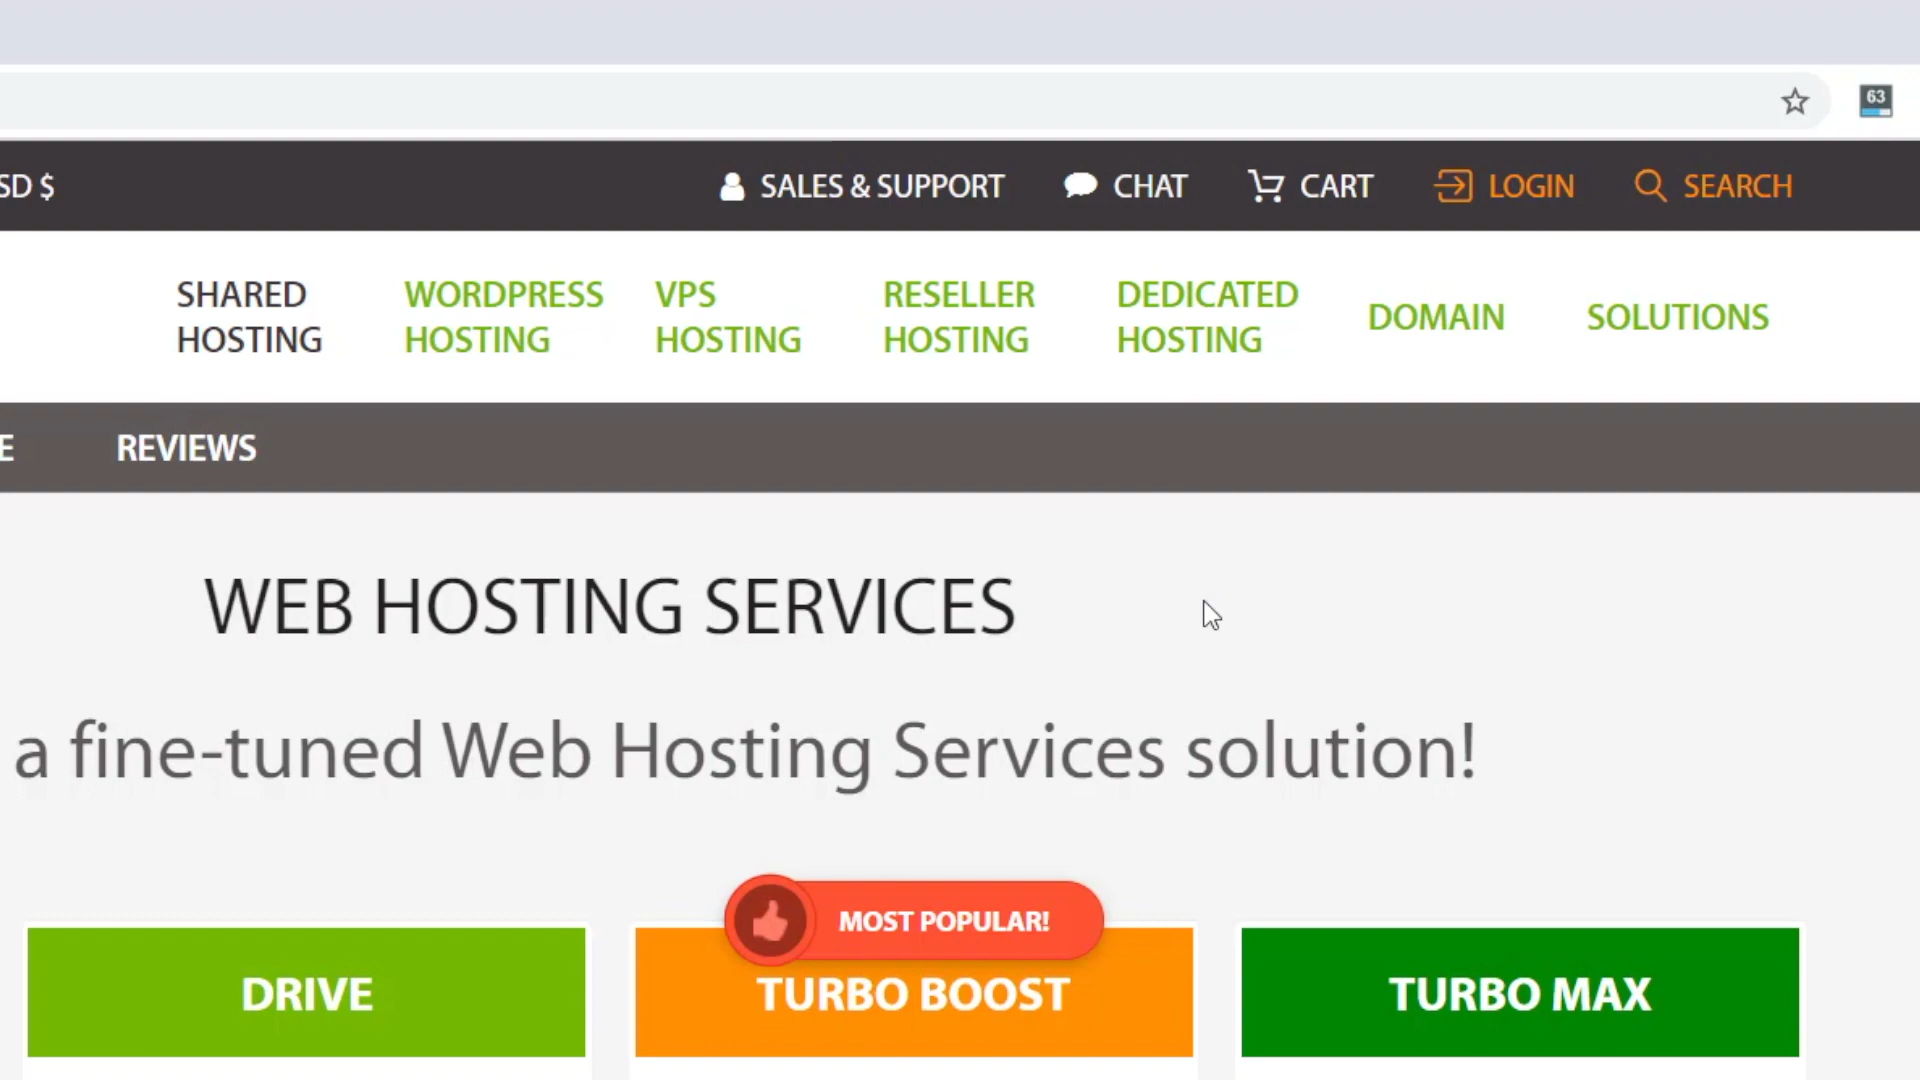 63
SD $
SALES & SUPPORT
CHAT
CART
LOGIN
SEARCH
SHARED
HOSTING
WORDPRESS
HOSTING
VPS
HOSTING
RESELLER
HOSTING
DEDICATED
HOSTING
DOMAIN
SOLUTIONS
E
REVIEWS
WEB HOSTING SERVICES
a fine-tuned Web Hosting Services solution!
MOST POPULAR!
DRIVE
TURBO BOOST
TURBO MAX